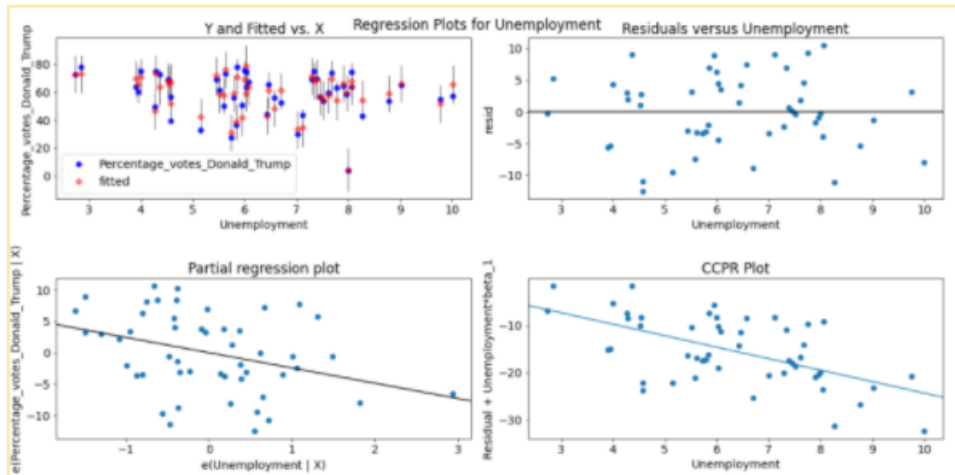 Regression Plots for Unemployment
Y and Fitted vs. X
Percentage_votes_Donald_Trump
80
60
40
20
0
Percentage_votes_Donald_Trump
fitted
3 4 5 6 7 8 9 10
Unemployment
Residuals versus Unemployment
resid
10
5
0
−5
−10
3 4 5 6 7 8 9 10
Unemployment
Partial regression plot
e(Percentage_votes_Donald_Trump | X)
10
5
0
−5
−10
−1 0 1 2 3
e(Unemployment | X)
CCPR Plot
Residual + Unemployment*beta_1
−10
−20
−30
3 4 5 6 7 8 9 10
Unemployment